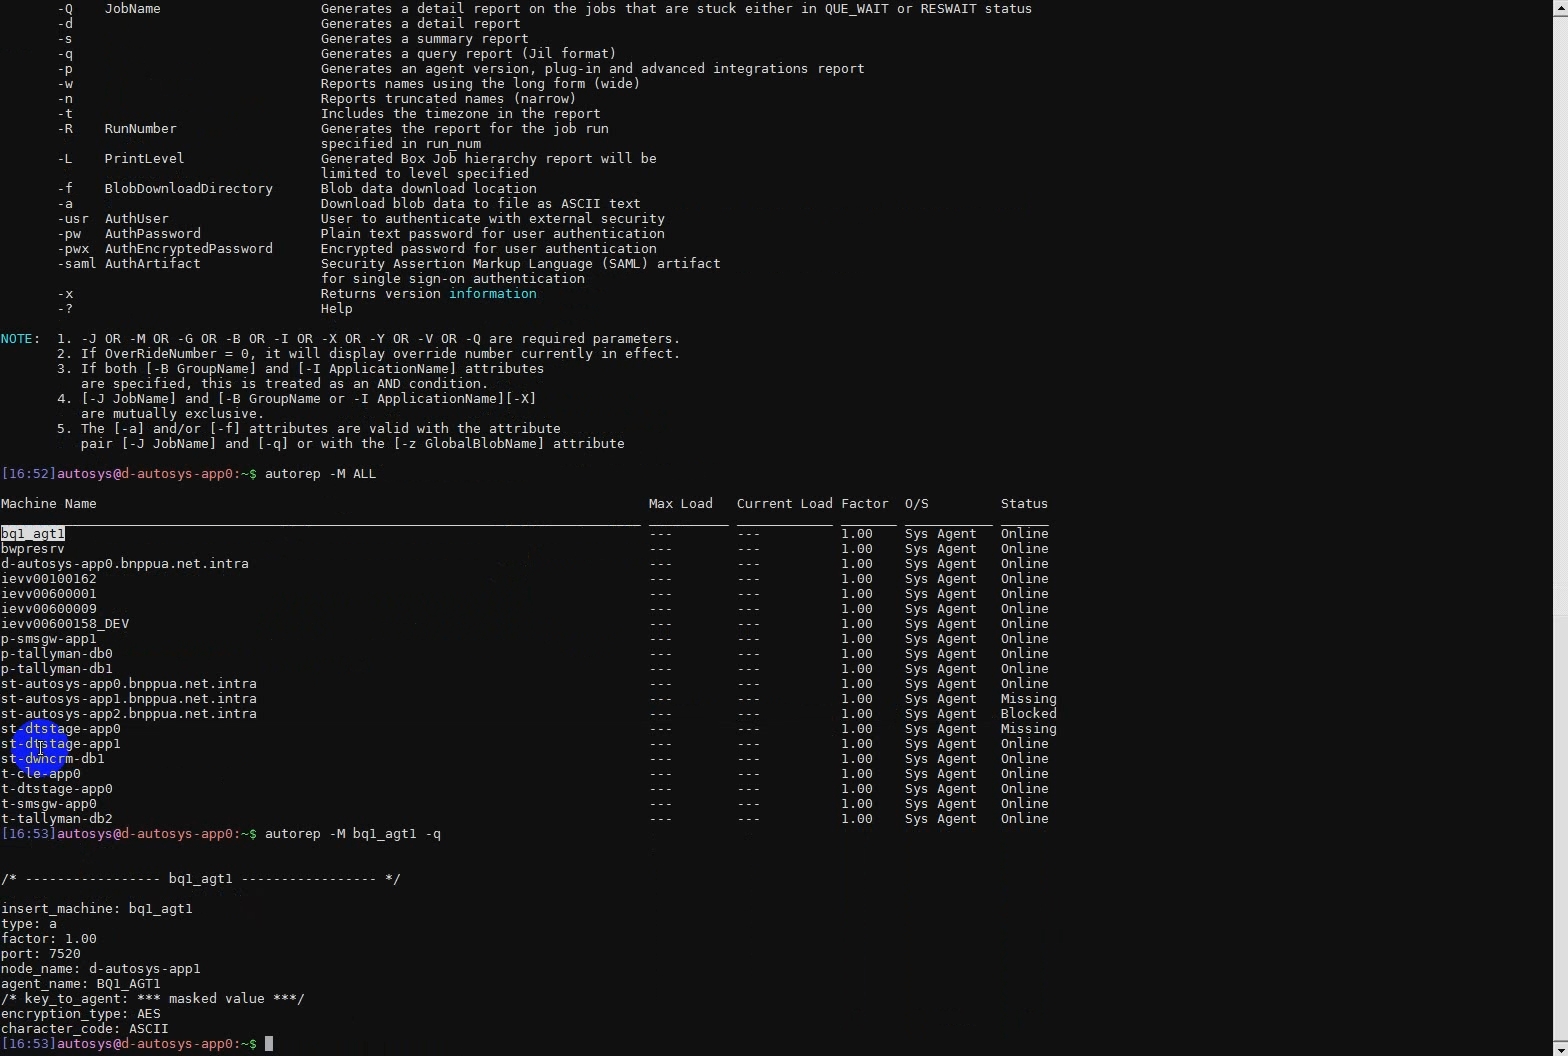 -Q    JobName                    Generates a detail report on the jobs that are stuck either in QUE_WAIT or RESWAIT status
-d                               Generates a detail report
-s                               Generates a summary report
-q                               Generates a query report (Jil format)
-p                               Generates an agent version, plug-in and advanced integrations report
-w                               Reports names using the long form (wide)
-n                               Reports truncated names (narrow)
-t                               Includes the timezone in the report
-R    RunNumber                  Generates the report for the job run
specified in run_num
-L    PrintLevel                 Generated Box Job hierarchy report will be
limited to level specified
-f    BlobDownloadDirectory      Blob data download location
-a                               Download blob data to file as ASCII text
-usr  AuthUser                   User to authenticate with external security
-pw   AuthPassword               Plain text password for user authentication
-pwx  AuthEncryptedPassword      Encrypted password for user authentication
-saml AuthArtifact               Security Assertion Markup Language (SAML) artifact
for single sign-on authentication
-x                               Returns version information
-?                               Help
NOTE:  1. -J OR -M OR -G OR -B OR -I OR -X OR -Y OR -V OR -Q are required parameters.
2. If OverRideNumber = 0, it will display override number currently in effect.
3. If both [-B GroupName] and [-I ApplicationName] attributes
are specified, this is treated as an AND condition.
4. [-J JobName] and [-B GroupName or -I ApplicationName][-X]
are mutually exclusive.
5. The [-a] and/or [-f] attributes are valid with the attribute
pair [-J JobName] and [-q] or with the [-z GlobalBlobName] attribute
[16:52]autosys@d-autosys-app0:~$ autorep -M ALL
Machine Name Max Load Current Load Factor O/S Status
bq1_agt1 --- --- 1.00 Sys Agent Online
bwpresrv --- --- 1.00 Sys Agent Online
d-autosys-app0.bnppua.net.intra --- --- 1.00 Sys Agent Online
ievv00100162 --- --- 1.00 Sys Agent Online
ievv00600001 --- --- 1.00 Sys Agent Online
ievv00600009 --- --- 1.00 Sys Agent Online
ievv00600158_DEV --- --- 1.00 Sys Agent Online
p-smsgw-app1 --- --- 1.00 Sys Agent Online
p-tallyman-db0 --- --- 1.00 Sys Agent Online
p-tallyman-db1 --- --- 1.00 Sys Agent Online
st-autosys-app0.bnppua.net.intra --- --- 1.00 Sys Agent Online
st-autosys-app1.bnppua.net.intra --- --- 1.00 Sys Agent Missing
st-autosys-app2.bnppua.net.intra --- --- 1.00 Sys Agent Blocked
st-dtstage-app0 --- --- 1.00 Sys Agent Missing
st-dtstage-app1 --- --- 1.00 Sys Agent Online
st-dwhcrm-db1 --- --- 1.00 Sys Agent Online
t-cle-app0 --- --- 1.00 Sys Agent Online
t-dtstage-app0 --- --- 1.00 Sys Agent Online
t-smsgw-app0 --- --- 1.00 Sys Agent Online
t-tallyman-db2 --- --- 1.00 Sys Agent Online
[16:53]autosys@d-autosys-app0:~$ autorep -M bq1_agt1 -q
/* ----------------- bq1_agt1 ----------------- */
insert_machine: bq1_agt1
type: a
factor: 1.00
port: 7520
node_name: d-autosys-app1
agent_name: BQ1_AGT1
/* key_to_agent: *** masked value ***/
encryption_type: AES
character_code: ASCII
[16:53]autosys@d-autosys-app0:~$